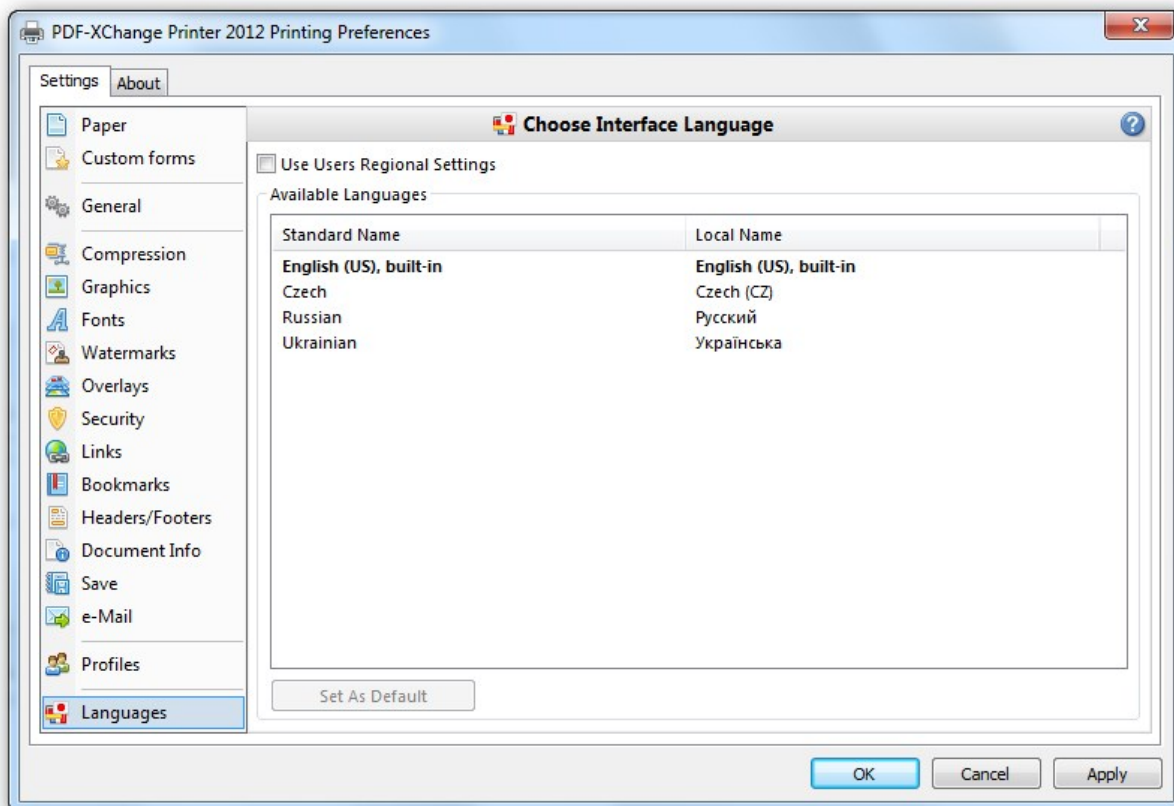 PDF-XChange Printer 2012 Printing Preferences
Settings About
Paper
Custom forms
General
Compression
Graphics
Fonts
Watermarks
Overlays
Security
Links
Bookmarks
Headers/Footers
Document Info
Save
e-Mail
Profiles
Languages
Choose Interface Language
Use Users Regional Settings
Available Languages
Standard Name Local Name
English (US), built-in English (US), built-in
Czech Czech (CZ)
Russian Русский
Ukrainian Українська
Set As Default
OK Cancel Apply